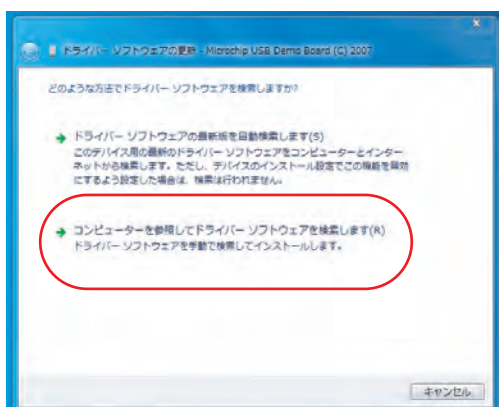 ドライバー ソフトウェアの更新 - Microchip USB Demo Board (C) 2007
どのような方法でドライバー ソフトウェアを検索しますか?
ドライバー ソフトウェアの最新版を自動検索します(S)
このデバイス用の最新のドライバー ソフトウェアをコンピューターとインター
ネットから検索します。ただし、デバイスのインストール設定でこの機能を無効
にするよう設定した場合は、検索は行われません。
コンピューターを参照してドライバー ソフトウェアを検索します(R)
ドライバー ソフトウェアを手動で検索してインストールします。
キャンセル